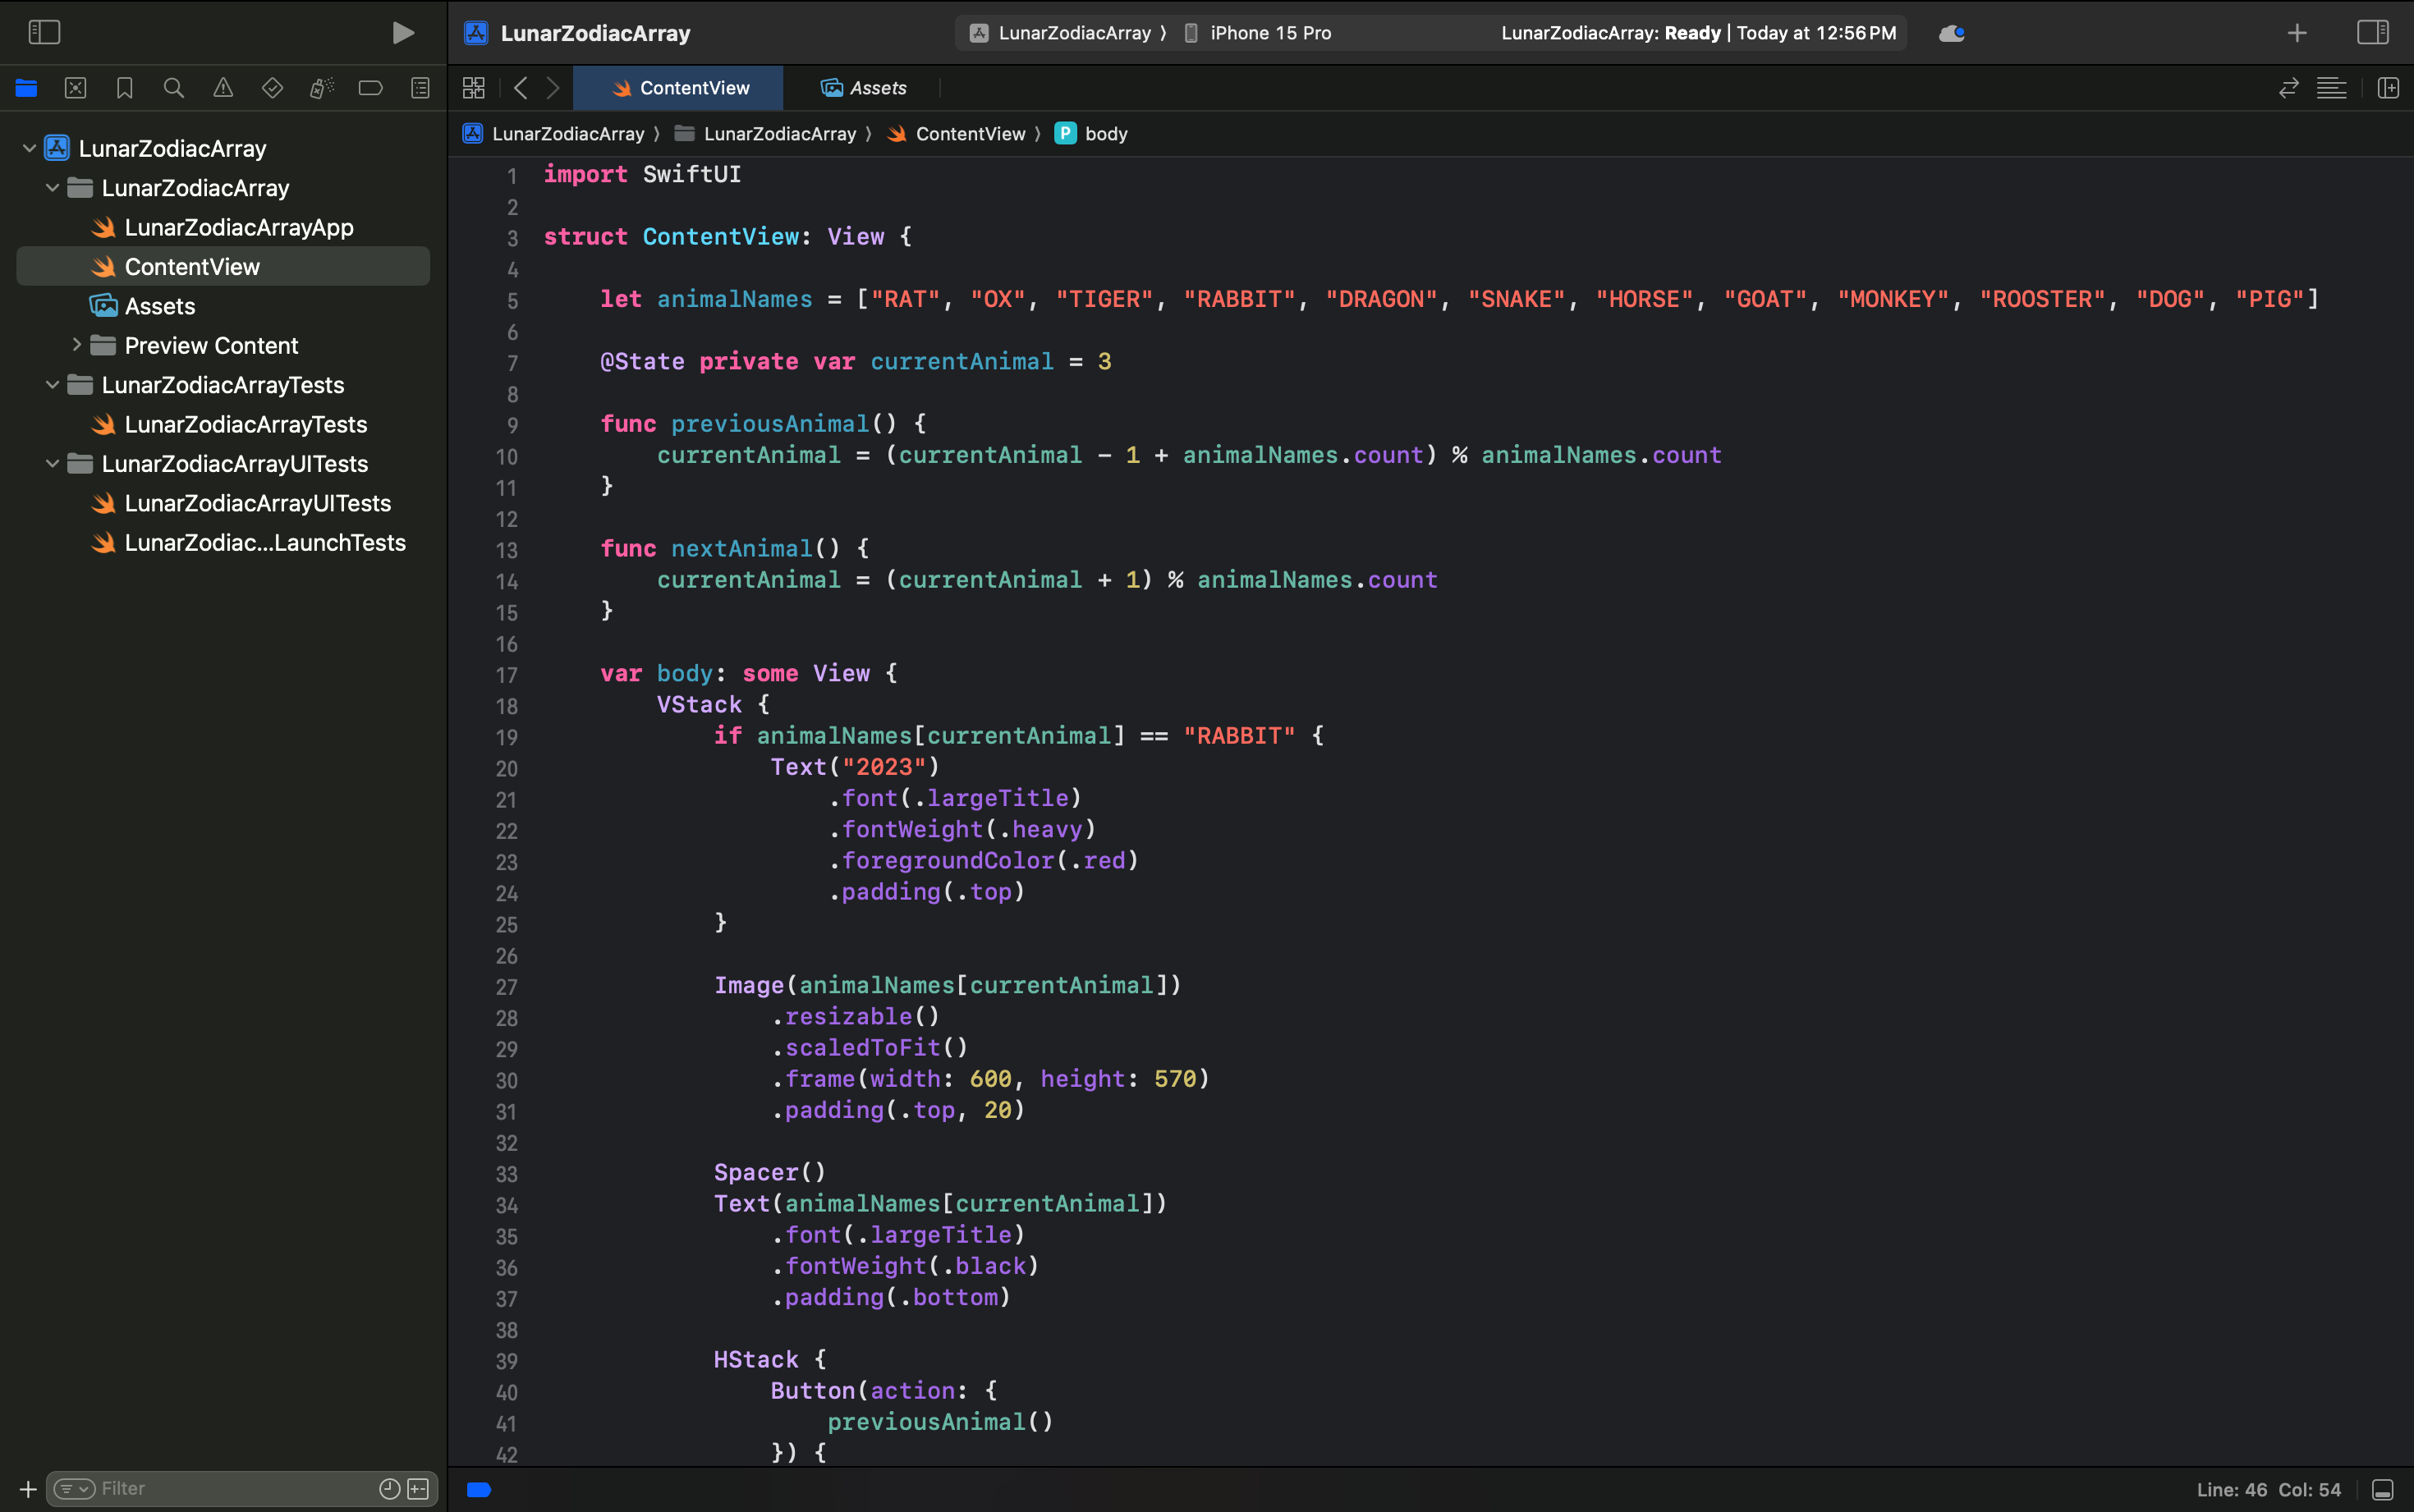 LunarZodiacArray
LunarZodiacArray 〉 iPhone 15 Pro
LunarZodiacArray: Ready | Today at 12:56 PM
ContentView
Assets
LunarZodiacArray 〉 LunarZodiacArray 〉 ContentView 〉 P body
LunarZodiacArray
LunarZodiacArray
LunarZodiacArrayApp
ContentView
Assets
Preview Content
LunarZodiacArrayTests
LunarZodiacArrayTests
LunarZodiacArrayUITests
LunarZodiacArrayUITests
LunarZodiac...LaunchTests
Filter
1 import SwiftUI
2
3 struct ContentView: View {
4
5     let animalNames = ["RAT", "OX", "TIGER", "RABBIT", "DRAGON", "SNAKE", "HORSE", "GOAT", "MONKEY", "ROOSTER", "DOG", "PIG"]
6
7     @State private var currentAnimal = 3
8
9     func previousAnimal() {
10         currentAnimal = (currentAnimal - 1 + animalNames.count) % animalNames.count
11     }
12
13     func nextAnimal() {
14         currentAnimal = (currentAnimal + 1) % animalNames.count
15     }
16
17     var body: some View {
18         VStack {
19             if animalNames[currentAnimal] == "RABBIT" {
20                 Text("2023")
21                     .font(.largeTitle)
22                     .fontWeight(.heavy)
23                     .foregroundColor(.red)
24                     .padding(.top)
25             }
26
27             Image(animalNames[currentAnimal])
28                 .resizable()
29                 .scaledToFit()
30                 .frame(width: 600, height: 570)
31                 .padding(.top, 20)
32
33             Spacer()
34             Text(animalNames[currentAnimal])
35                 .font(.largeTitle)
36                 .fontWeight(.black)
37                 .padding(.bottom)
38
39             HStack {
40                 Button(action: {
41                     previousAnimal()
42                 }) {
Line: 46 Col: 54